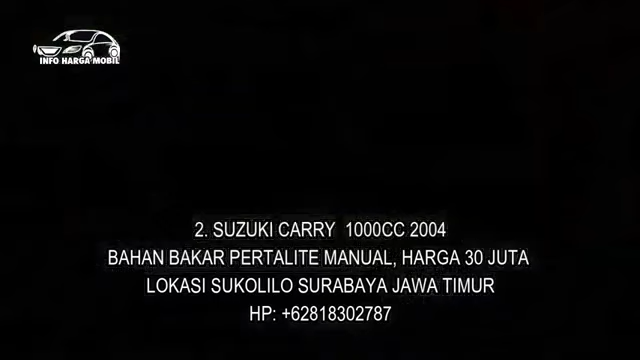 INFO HARGA MOBIL
2. SUZUKI CARRY 1000CC 2004
BAHAN BAKAR PERTALITE MANUAL, HARGA 30 JUTA
LOKASI SUKOLILO SURABAYA JAWA TIMUR
HP: +62818302787